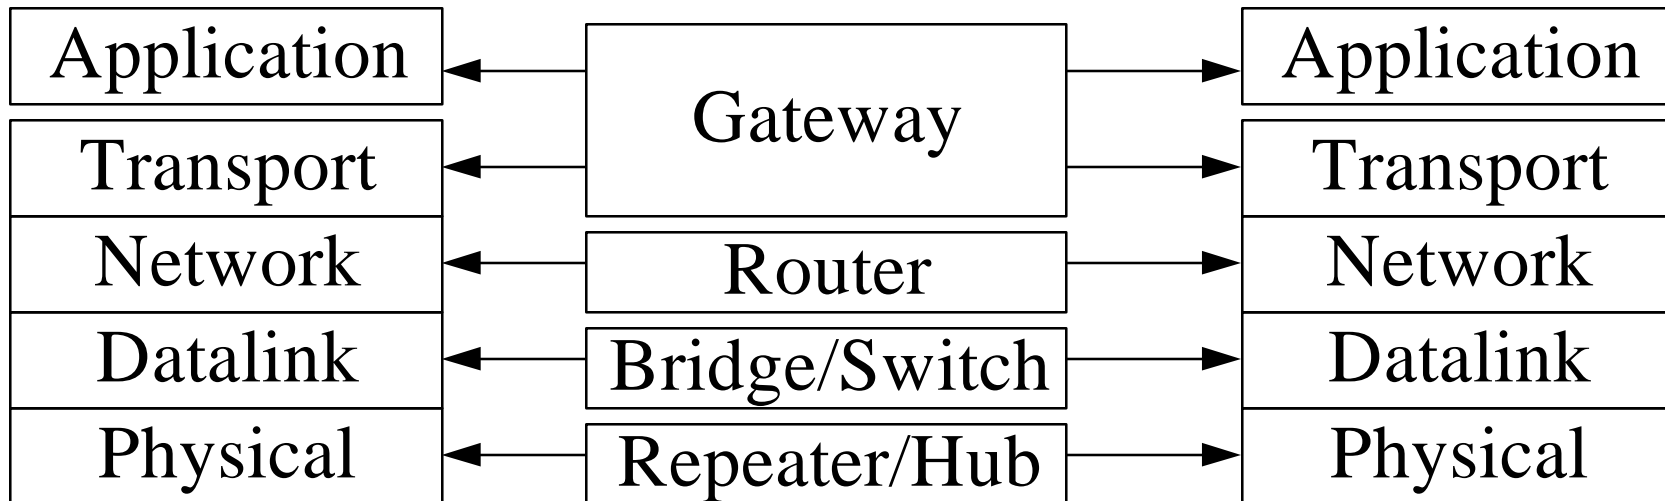 Application
Gateway
Application
Transport
Transport
Network
Router
Network
Datalink
Bridge/Switch
Datalink
Physical
Repeater/Hub
Physical